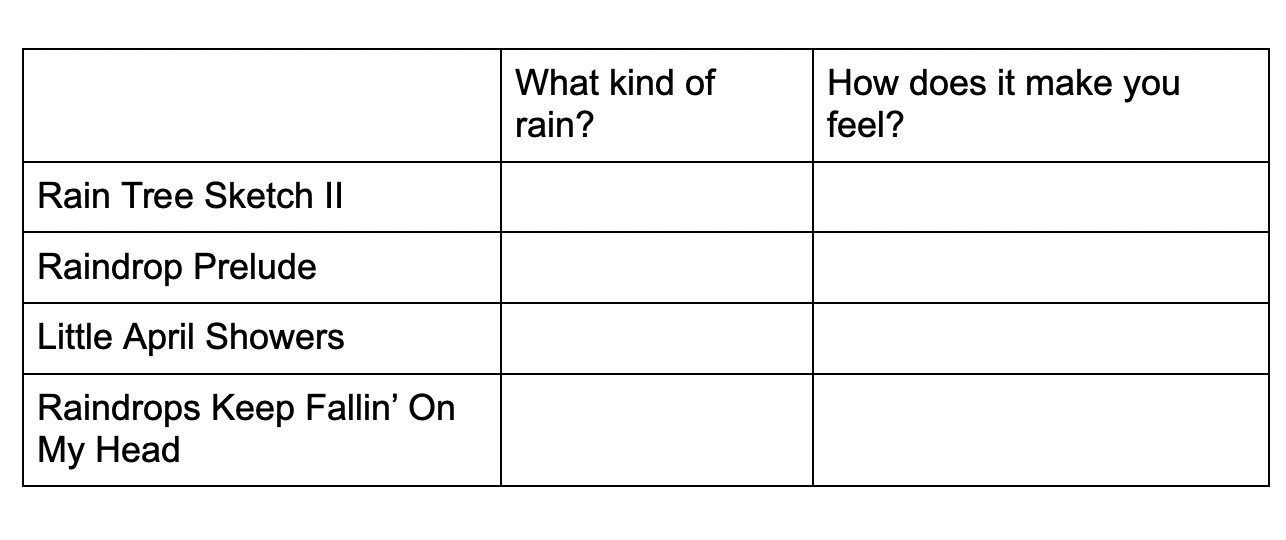 What kind of
rain?
How does it make you
feel?
Rain Tree Sketch II
Raindrop Prelude
Little April Showers
Raindrops Keep Fallin’ On
My Head